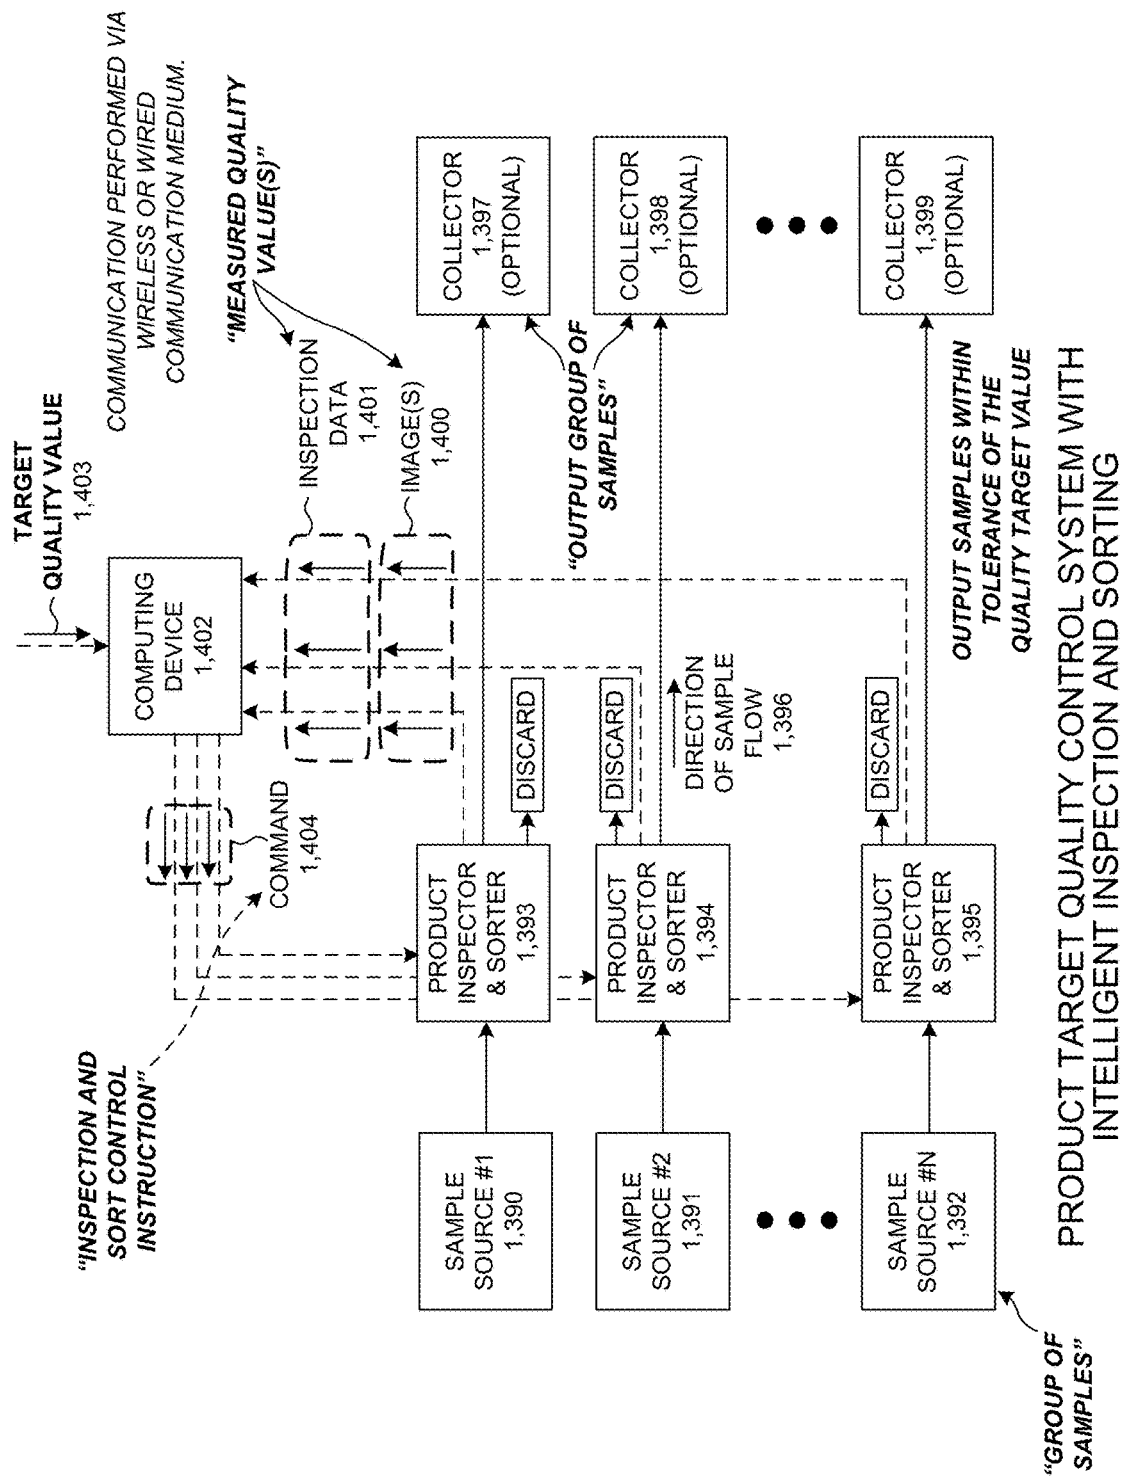 TARGET
QUALITY VALUE
1,403
COMMUNICATION PERFORMED VIA
WIRELESS OR WIRED
COMMUNICATION MEDIUM.
"INSPECTION AND
SORT CONTROL
INSTRUCTION"
COMMAND
1,404
COMPUTING
DEVICE
1,402
INSPECTION
DATA
1,401
IMAGE(S)
1,400
"MEASURED QUALITY
VALUE(S)"
SAMPLE
SOURCE #1
1,390
PRODUCT
INSPECTOR
& SORTER
1,393
DISCARD
COLLECTOR
1,397
(OPTIONAL)
"OUTPUT GROUP OF
SAMPLES"
SAMPLE
SOURCE #2
1,391
PRODUCT
INSPECTOR
& SORTER
1,394
DISCARD
COLLECTOR
1,398
(OPTIONAL)
DIRECTION
OF SAMPLE
FLOW
1,396
SAMPLE
SOURCE #N
1,392
PRODUCT
INSPECTOR
& SORTER
1,395
DISCARD
COLLECTOR
1,399
(OPTIONAL)
"GROUP OF
SAMPLES"
OUTPUT SAMPLES WITHIN
TOLERANCE OF THE
QUALITY TARGET VALUE
PRODUCT TARGET QUALITY CONTROL SYSTEM WITH
INTELLIGENT INSPECTION AND SORTING